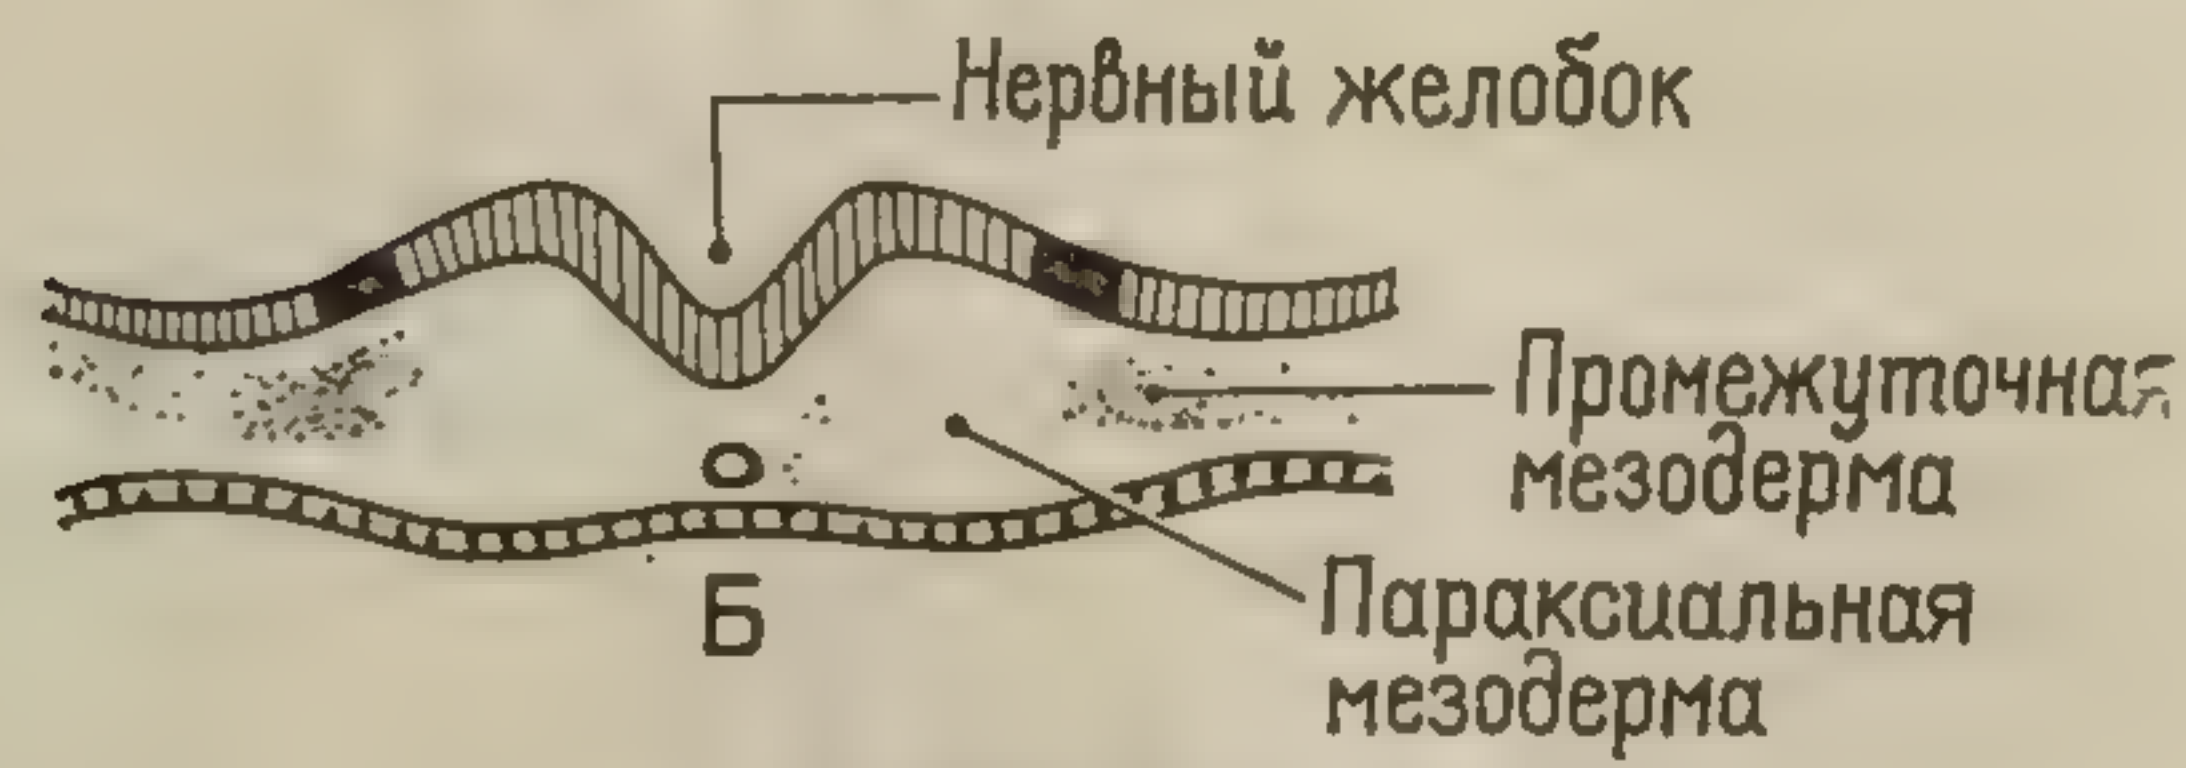 Нервный желобок
Промежуточная
мезодерма
Параксиальная
мезодерма
Б